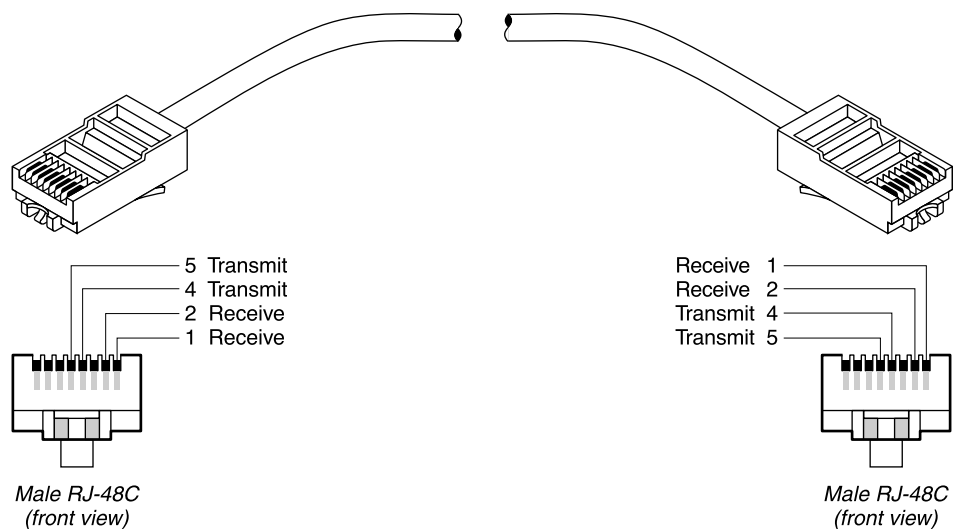 5 Transmit
4 Transmit
2 Receive
1 Receive
Receive 1
Receive 2
Transmit 4
Transmit 5
Male RJ-48C
(front view)
Male RJ-48C
(front view)